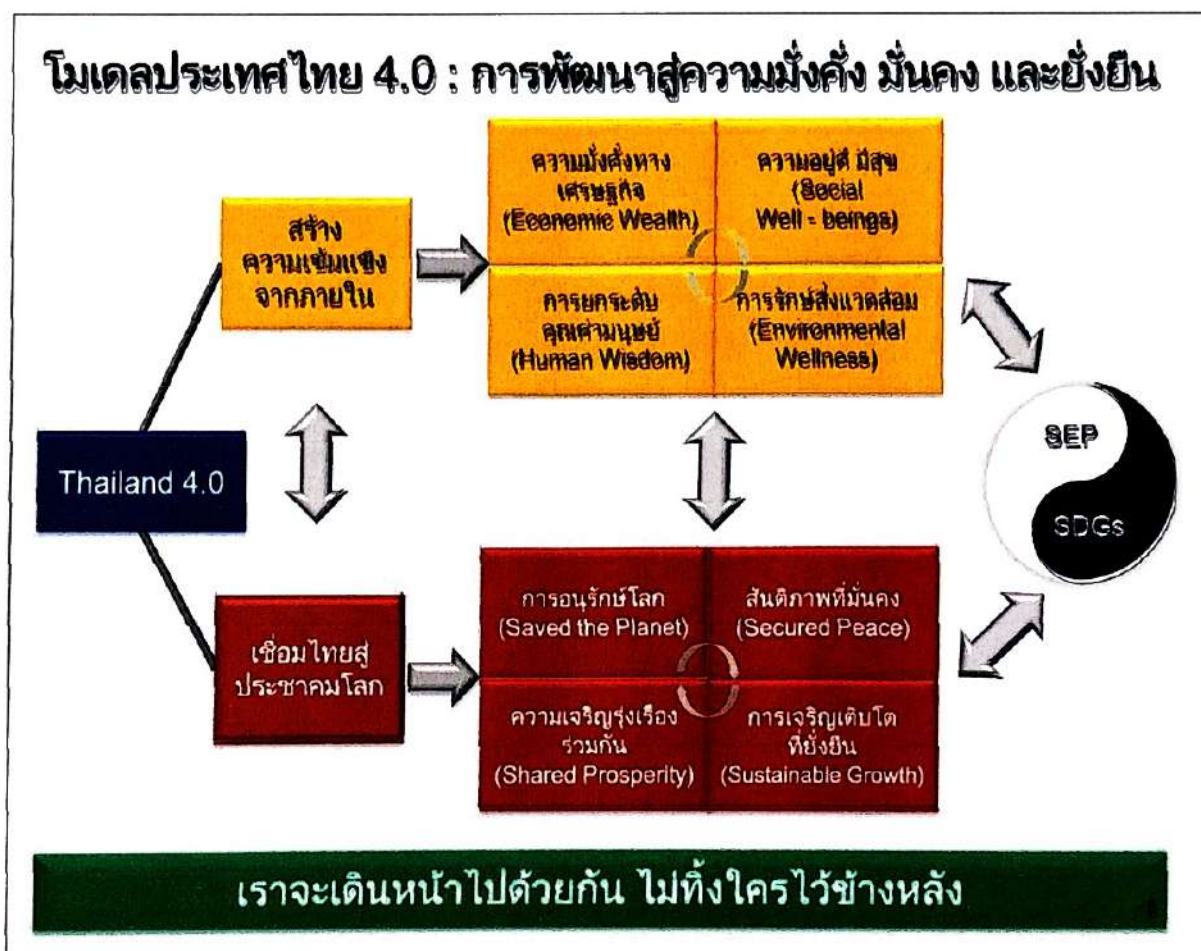 โมเดลประเทศไทย 4.0 : การพัฒนาสู่ความมั่งคั่ง มั่นคง และยั่งยืน
สร้าง
ความเข้มแข็ง
จากภายใน
ความมั่งคั่งทาง
เศรษฐกิจ
(Economic Wealth)
ความอยู่ดี มีสุข
(Social
Well - beings)
การยกระดับ
คุณค่ามนุษย์
(Human Wisdom)
การรักษ์สิ่งแวดล้อม
(Environmental
Wellness)
Thailand 4.0
SEP
SDGs
เชื่อมไทยสู่
ประชาคมโลก
การอนุรักษ์โลก
(Saved the Planet)
สันติภาพที่มั่นคง
(Secured Peace)
ความเจริญรุ่งเรือง
ร่วมกัน
(Shared Prosperity)
การเจริญเติบโต
ที่ยั่งยืน
(Sustainable Growth)
เราจะเดินหน้าไปด้วยกัน ไม่ทิ้งใครไว้ข้างหลัง